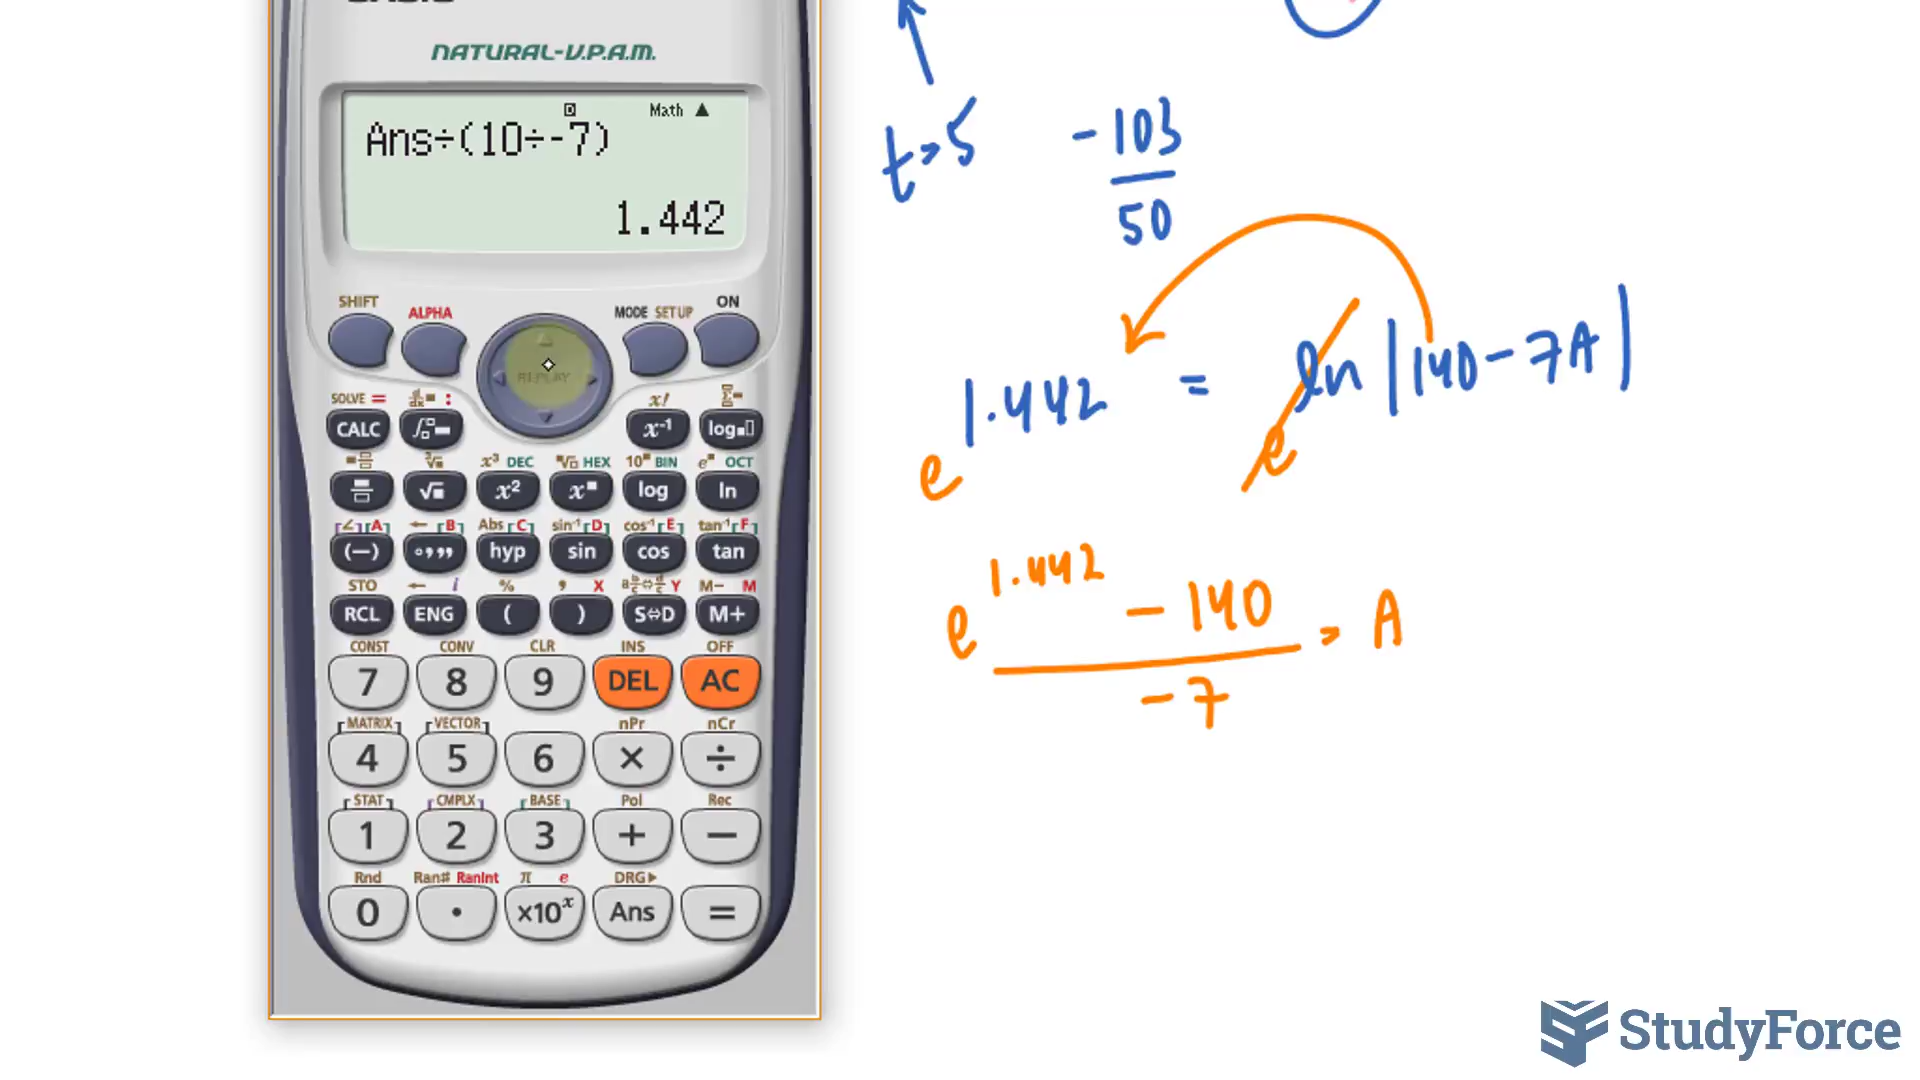 NATURAL-V.P.A.M.
Math ▲
Ans÷(10÷-7)
1.442
SHIFT ALPHA MODE SETUP ON
REPLAY
SOLVE = : x! Σ
CALC x⁻¹ log
x³ DEC HEX 10 BIN e OCT
√ x² x log ln
A B Abs C sin⁻¹ D cos⁻¹ E tan⁻¹ F
(−) hyp sin cos tan
STO ← i % , X Y M− M
RCL ENG ( ) S⇔D M+
CONST CONV CLR INS OFF
7 8 9 DEL AC
MATRIX VECTOR nPr nCr
4 5 6 × ÷
STAT CMPLX BASE Pol Rec
1 2 3 + −
Rnd Ran# RanInt π e DRG▶
0 . ×10ˣ Ans =
t=5 -103
50
1.442 = ln|140-7A|
e e
e^1.442 - 140 = A
-7
StudyForce